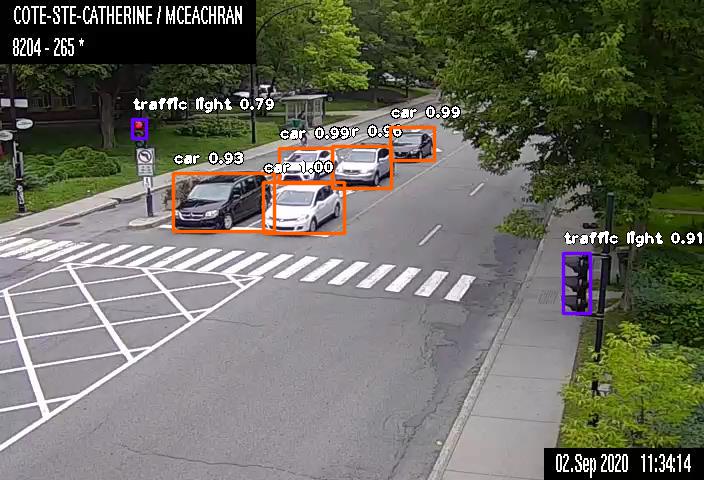 COTE-STE-CATHERINE / MCEACHRAN
8204 - 265 *
traffic light 0.79
car 0.99
car 0.99
car 0.93
car 1.00
traffic light 0.91
02.Sep 2020 11:34:14